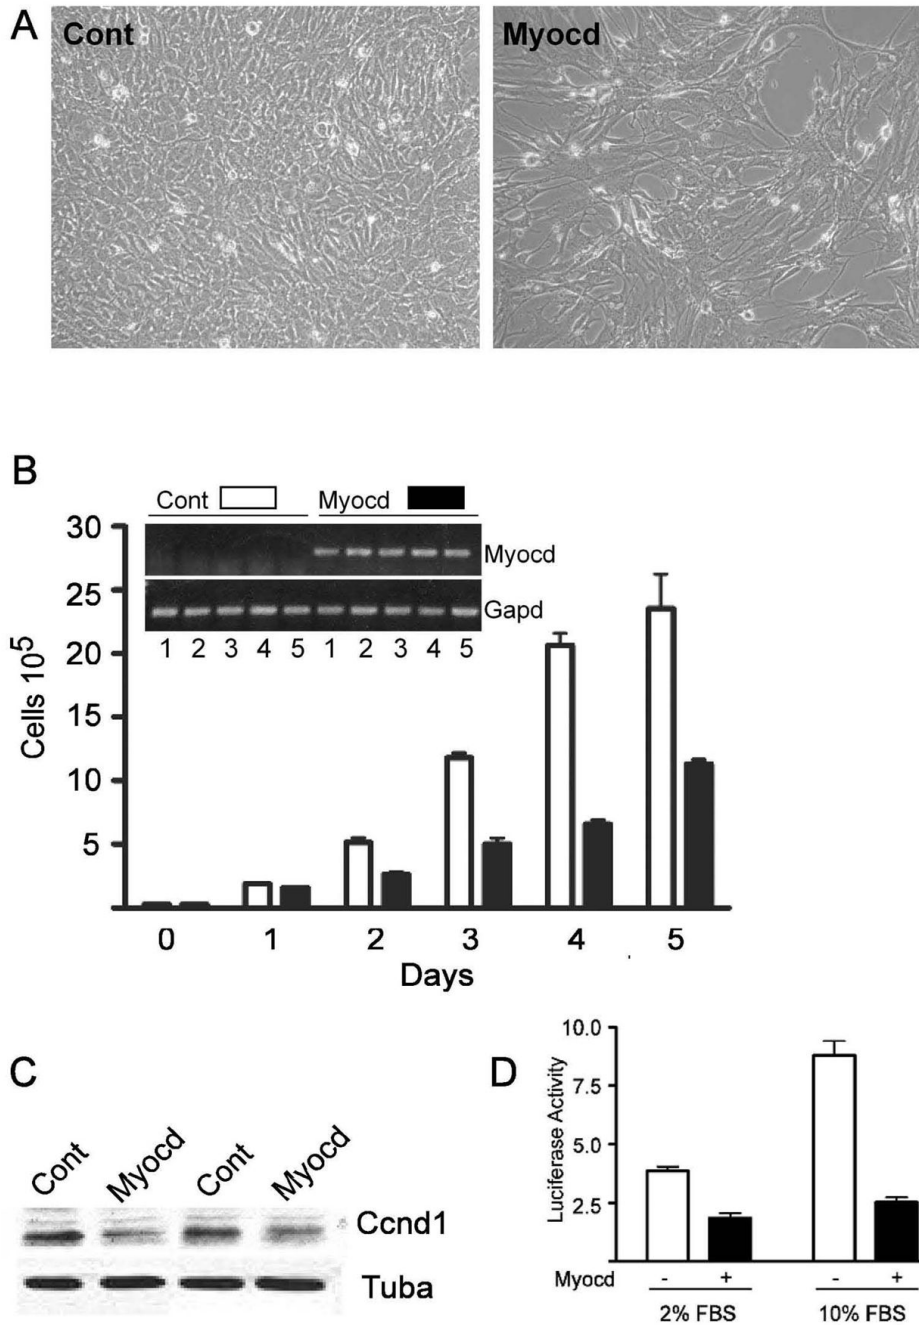 A
Cont
Myocd
B
Cont
Myocd
Myocd
Gapd
1 2 3 4 5 1 2 3 4 5
Cells 10⁵
30
25
20
15
10
5
0 1 2 3 4 5
Days
C
Cont Myocd Cont Myocd
Ccnd1
Tuba
D
Luciferase Activity
10.0
7.5
5.0
2.5
Myocd - + - +
2% FBS 10% FBS